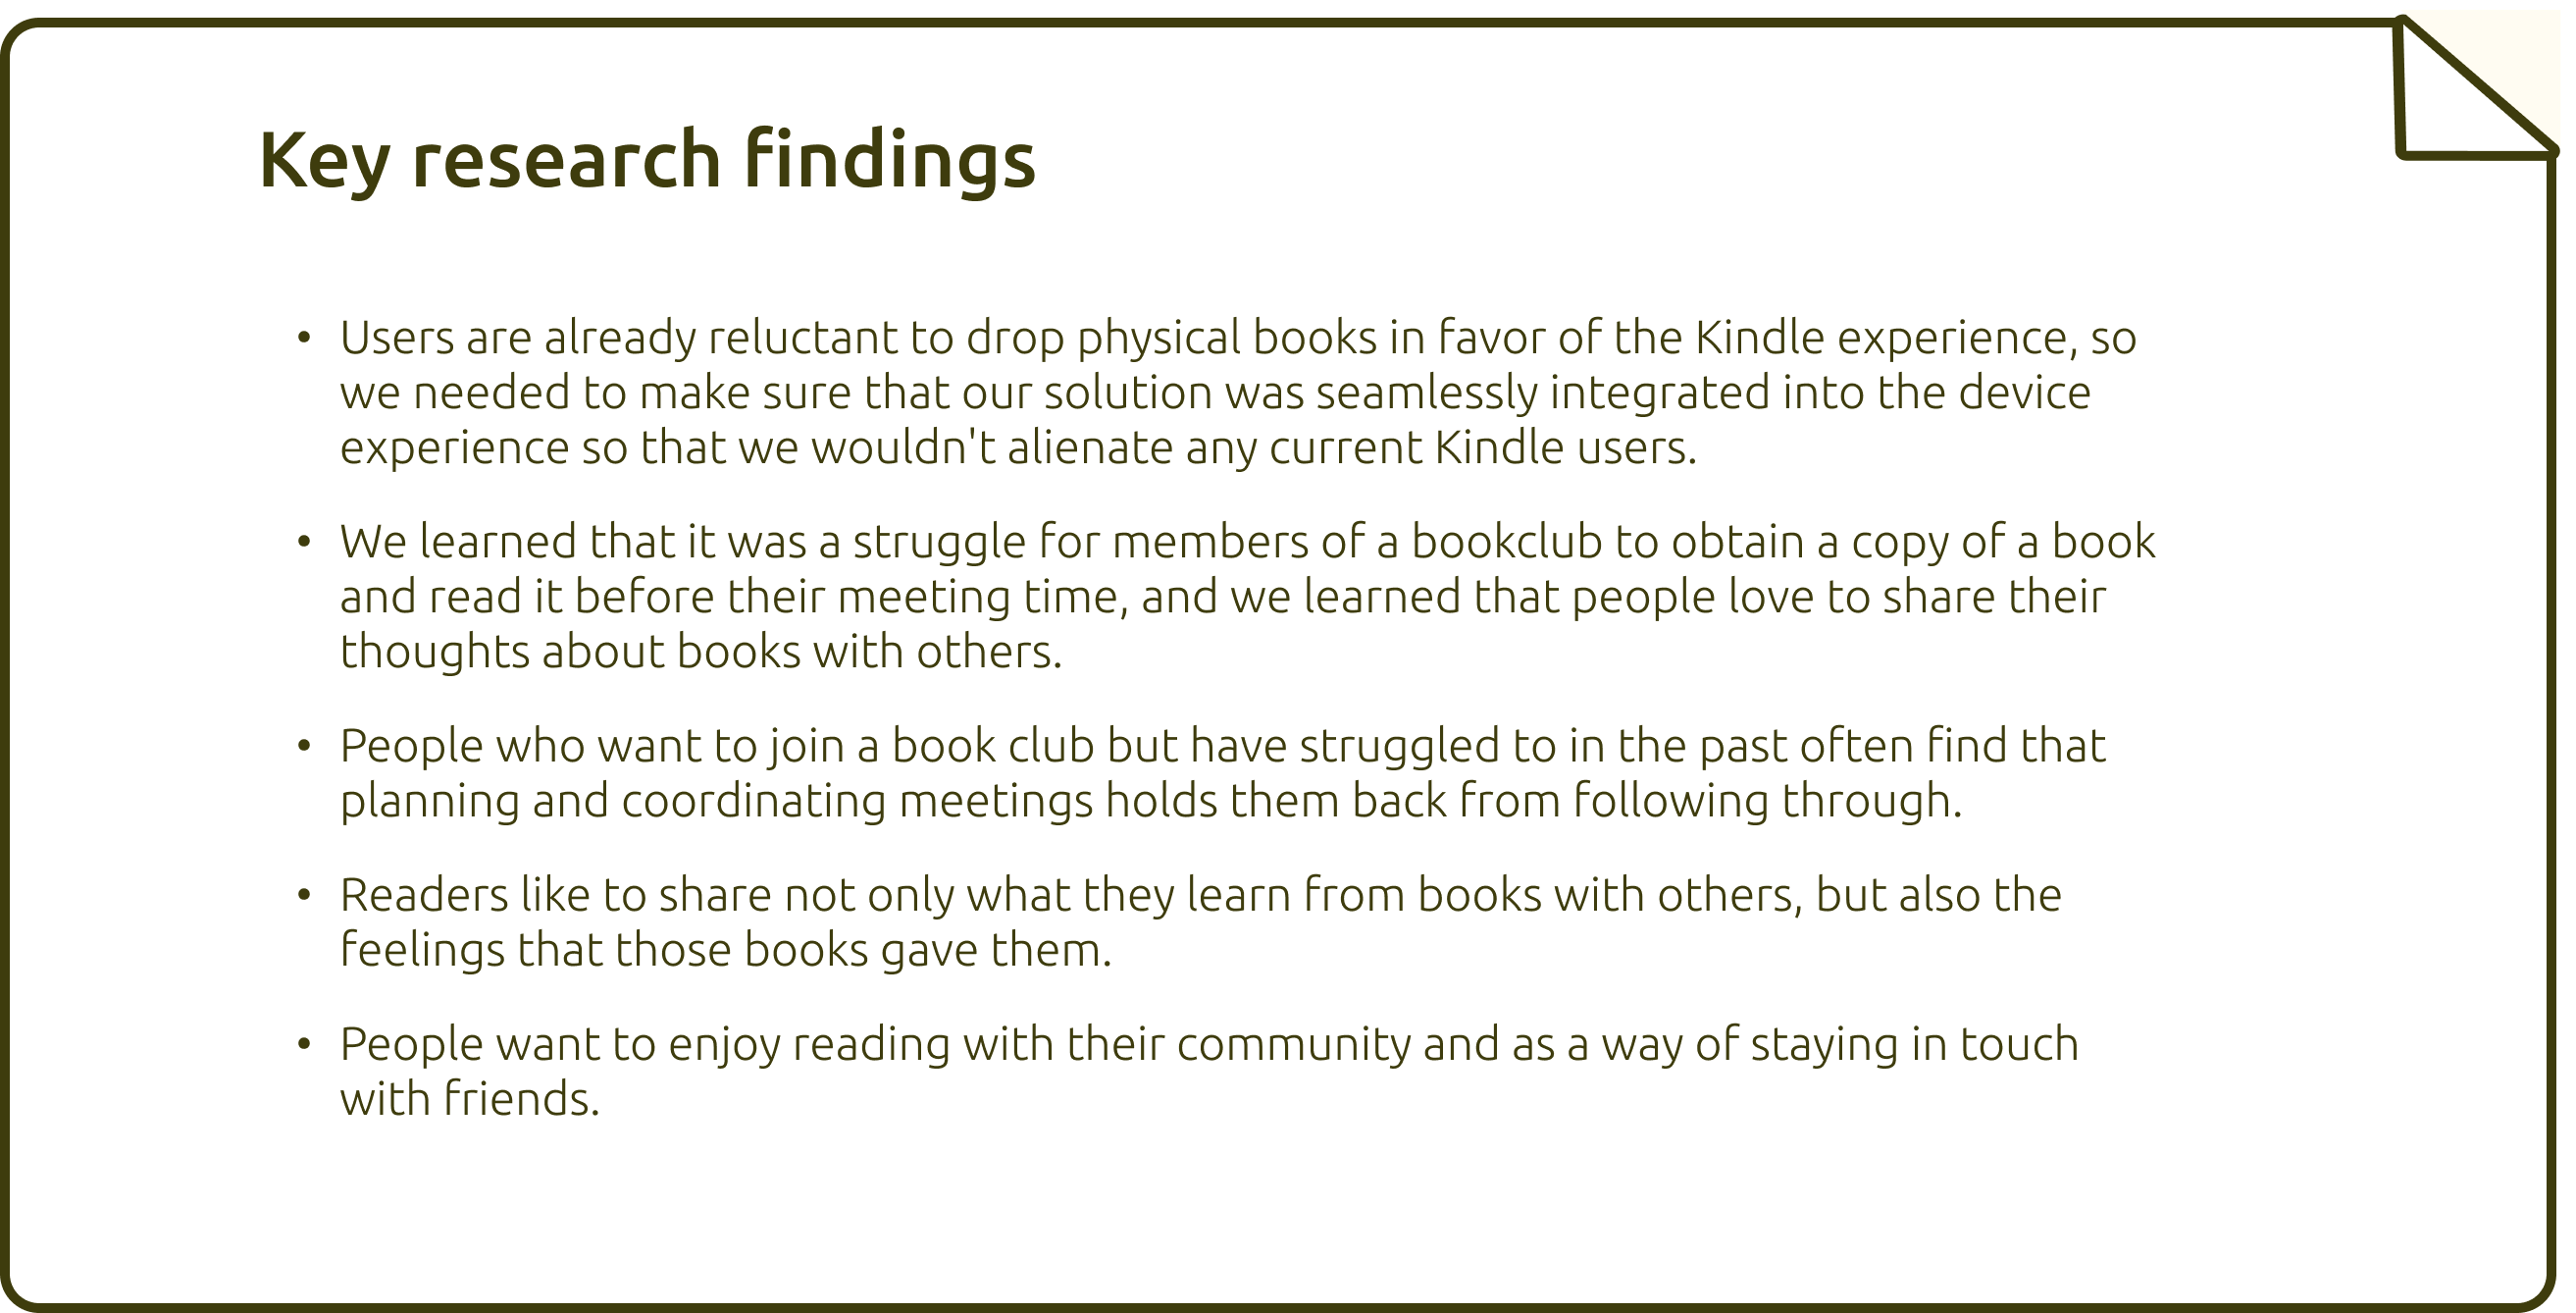 Key research findings
• Users are already reluctant to drop physical books in favor of the Kindle experience, so
we needed to make sure that our solution was seamlessly integrated into the device
experience so that we wouldn't alienate any current Kindle users.
• We learned that it was a struggle for members of a bookclub to obtain a copy of a book
and read it before their meeting time, and we learned that people love to share their
thoughts about books with others.
• People who want to join a book club but have struggled to in the past often find that
planning and coordinating meetings holds them back from following through.
• Readers like to share not only what they learn from books with others, but also the
feelings that those books gave them.
• People want to enjoy reading with their community and as a way of staying in touch
with friends.